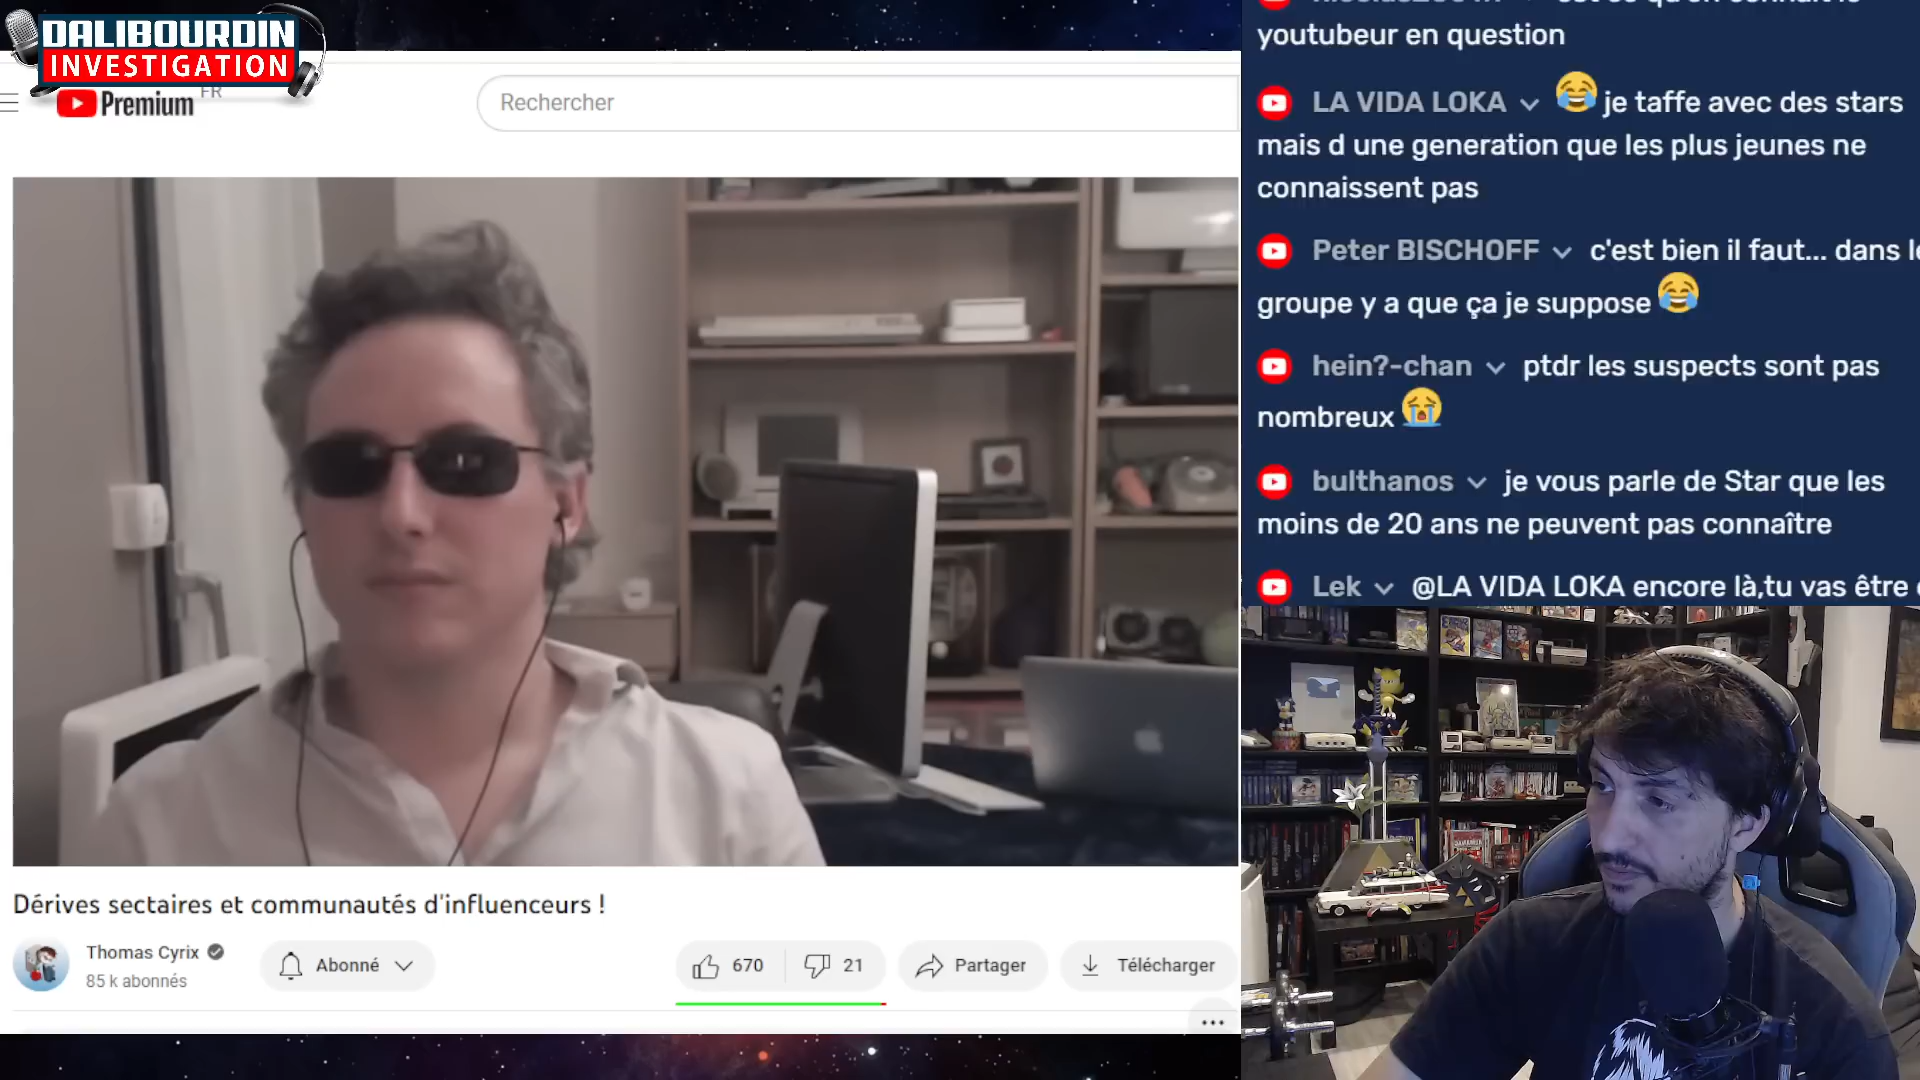 DALIBOURDIN
INVESTIGATION
Premium
FR
Rechercher
youtubeur en question
LA VIDA LOKA 😂 je taffe avec des stars
mais d une generation que les plus jeunes ne
connaissent pas
Peter BISCHOFF c'est bien il faut... dans le
groupe y a que ça je suppose 😂
hein?-chan ptdr les suspects sont pas
nombreux 😭
bulthanos je vous parle de Star que les
moins de 20 ans ne peuvent pas connaître
Lek @LA VIDA LOKA encore là,tu vas être
Dérives sectaires et communautés d'influenceurs !
Thomas Cyrix
85 k abonnés
Abonné
670
21
Partager
Télécharger